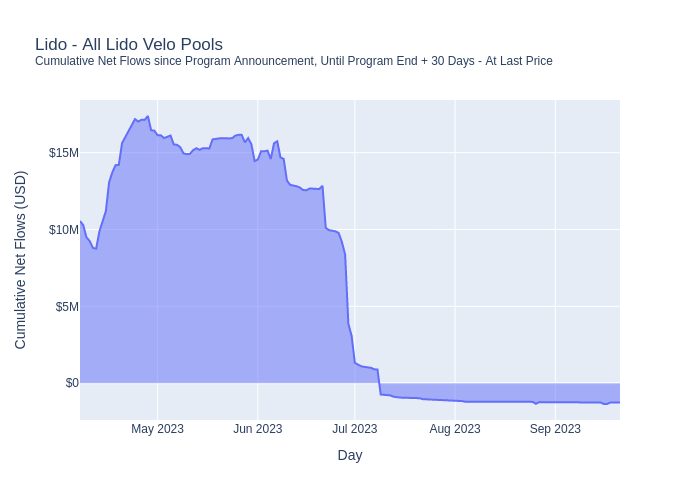 Lido - All Lido Velo Pools
Cumulative Net Flows since Program Announcement, Until Program End + 30 Days - At Last Price
Cumulative Net Flows (USD)
$15M
$10M
$5M
$0
May 2023
Jun 2023
Jul 2023
Aug 2023
Sep 2023
Day